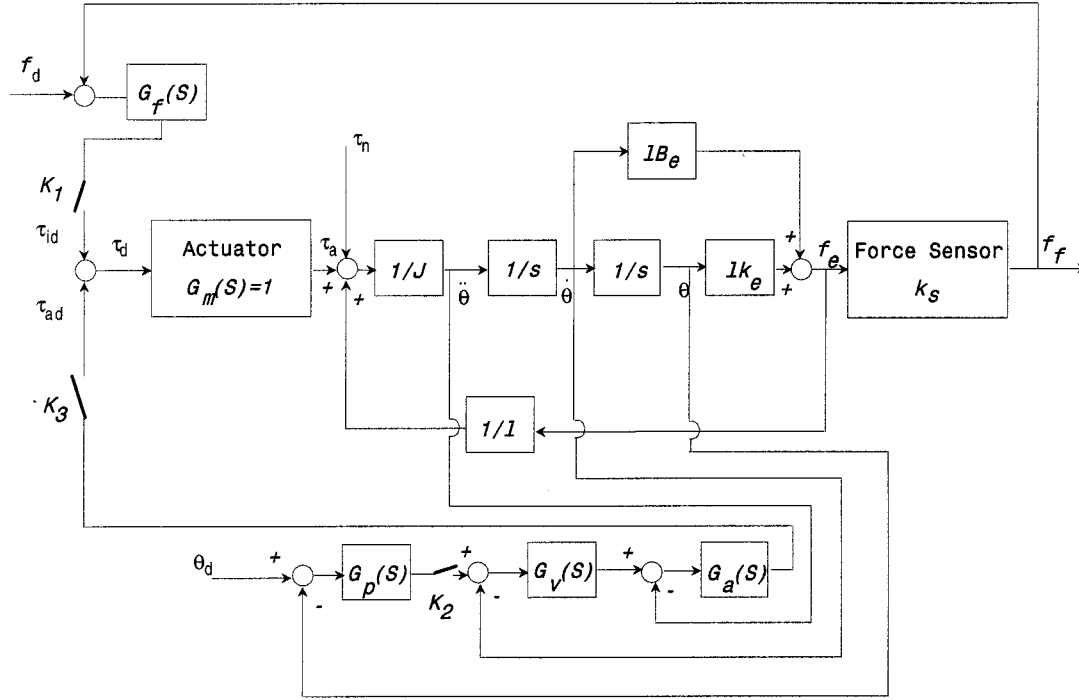 f_d
G_f(S)
τ_n
lB_e
K_1
τ_id
τ_d
Actuator
G_m(S)=1
τ_a
+
+
1/J
θ̈
1/s
θ̇
1/s
θ
lk_e
+
+
f_e
Force Sensor
k_s
f_f
τ_ad
K_3
1/l
θ_d
+
-
G_p(S)
K_2
+
-
G_v(S)
+
-
G_a(S)